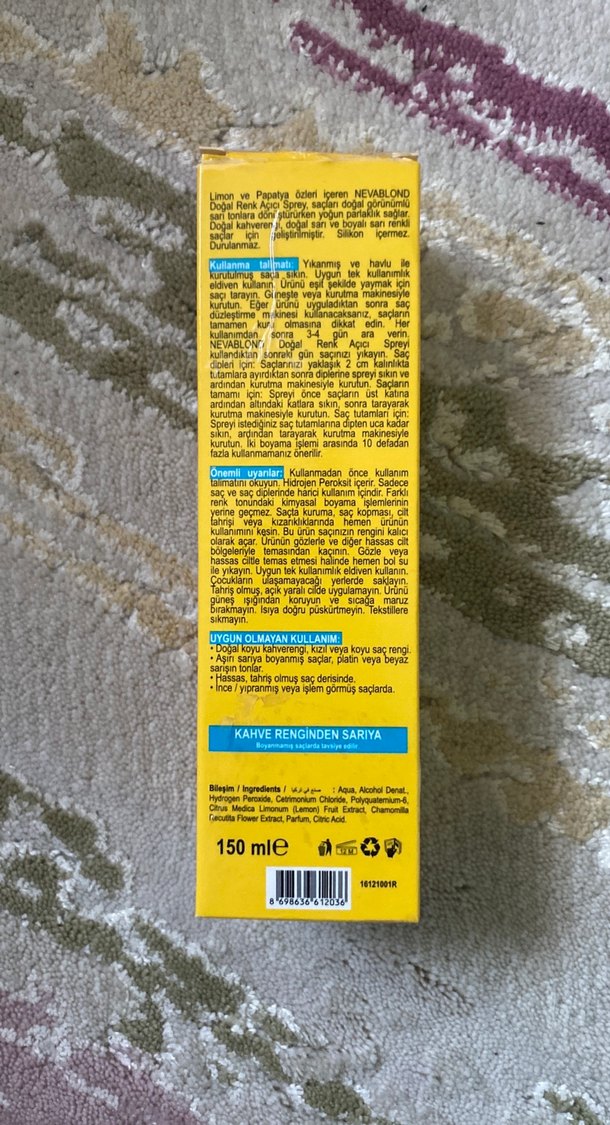 Limon ve Papatya özleri içeren NEVABLOND
Doğal Renk Açıcı Sprey, saçları doğal görünümlü
sarı tonlara dönüştürürken yoğun parlaklık sağlar.
Doğal kahverengi, doğal sarı ve boyalı sarı renkli
saçlar için geliştirilmiştir. Silikon içermez.
Durulanmaz.
Kullanma talimatı: Yıkanmış ve havlu ile
kurutulmuş saça sıkın. Uygun tek kullanımlık
eldiven kullanın. Ürünü eşit şekilde yaymak için
saçı tarayın. Güneşte veya kurutma makinesiyle
kurutun. Eğer ürünü uyguladıktan sonra saç
düzleştirme makinesi kullanacaksanız, saçların
tamamen kuru olmasına dikkat edin. Her
kullanımdan sonra 3-4 gün ara verin.
NEVABLOND Doğal Renk Açıcı Spreyi
kullandıktan sonraki gün saçınızı yıkayın. Saç
dipleri için: Saçlarınızı yaklaşık 2 cm kalınlıkta
tutamlara ayırdıktan sonra diplerine spreyi sıkın ve
ardından kurutma makinesiyle kurutun. Saçların
tamamı için: Spreyi önce saçların üst katına
ardından altındaki katlara sıkın, sonra tarayarak
kurutma makinesiyle kurutun. Saç tutamları için:
Spreyi istediğiniz saç tutamlarına dipten uca kadar
sıkın, ardından tarayarak kurutma makinesiyle
kurutun. İki boyama işlemi arasında 10 defadan
fazla kullanmamanız önerilir.
Önemli uyarılar: Kullanmadan önce kullanım
talimatını okuyun. Hidrojen Peroksit içerir. Sadece
saç ve saç diplerinde harici kullanım içindir. Farklı
renk tonundaki kimyasal boyama işlemlerinin
yerine geçmez. Saçta kuruma, saç kopması, cilt
tahrişi veya kızarıklıklarında hemen ürünün
kullanımını kesin. Bu ürün saçınızın rengini kalıcı
olarak açar. Ürünün gözlerle ve diğer hassas cilt
bölgeleriyle temasından kaçının. Gözle veya
hassas ciltle temas etmesi halinde hemen bol su
ile yıkayın. Uygun tek kullanımlık eldiven kullanın.
Çocukların ulaşamayacağı yerlerde saklayın.
Tahriş olmuş, açık yaralı cilde uygulamayın. Ürünü
güneş ışığından koruyun ve sıcağa maruz
bırakmayın. Isıya doğru püskürtmeyin. Tekstillere
sıkmayın.
UYGUN OLMAYAN KULLANIM:
• Doğal koyu kahverengi, kızıl veya koyu saç rengi.
• Aşırı sarıya boyanmış saçlar, platin veya beyaz
sarışın tonlar.
• Hassas, tahriş olmuş saç derisinde.
• İnce / yıpranmış veya işlem görmüş saçlarda.
KAHVE RENGİNDEN SARIYA
Boyanmamış saçlarda tavsiye edilir
Bileşim / Ingredients / صنع في تركيا : Aqua, Alcohol Denat.,
Hydrogen Peroxide, Cetrimonium Chloride, Polyquaternium-6,
Citrus Medica Limonum (Lemon) Fruit Extract, Chamomilla
Recutita Flower Extract, Parfum, Citric Acid.
150 ml℮
12 M
16121001R
8 698636 612036